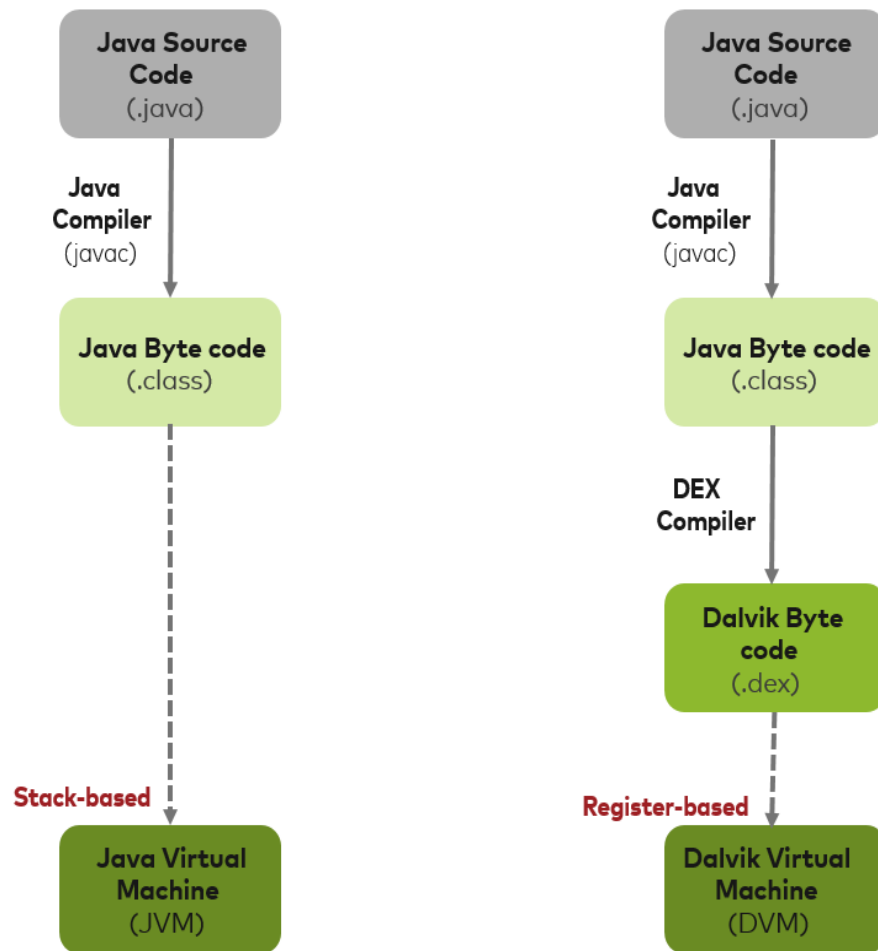 Java Source
Code
(.java)
Java
Compiler
(javac)
Java Byte code
(.class)
Stack-based
Java Virtual
Machine
(JVM)
Java Source
Code
(.java)
Java
Compiler
(javac)
Java Byte code
(.class)
DEX
Compiler
Dalvik Byte
code
(.dex)
Register-based
Dalvik Virtual
Machine
(DVM)